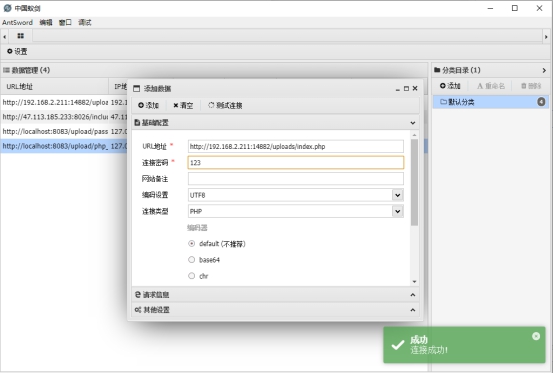 中国蚁剑
AntSword 编辑 窗口 调试
设置
数据管理 (4)
URL地址 IP地
http://192.168.2.211:14882/uploa 192.1
http://47.113.185.233:8026/inclu 47.11
http://localhost:8083/upload/pass 127.0
http://localhost:8083/upload/php_ 127.0
分类目录 (1)
添加 重命名 删除
默认分类 4
添加数据
添加 清空 测试连接
基础配置
URL地址 * http://192.168.2.211:14882/uploads/index.php
连接密码 * 123
网站备注
编码设置 UTF8
连接类型 PHP
编码器
default (不推荐)
base64
chr
请求信息
其他设置
成功
连接成功!